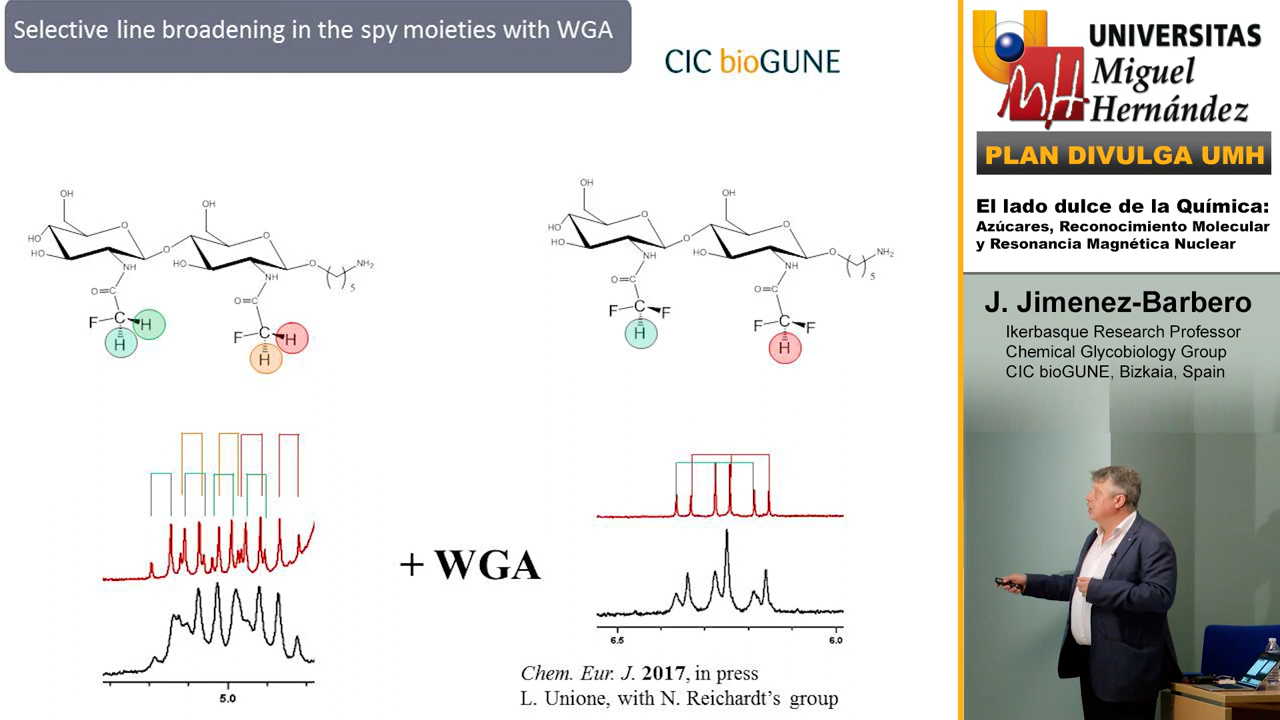 Selective line broadening in the spy moieties with WGA
CIC bioGUNE
OH
O
HO
HO
O
NH
O
F
H
H
OH
O
HO
O
NH
O
F
C
H
H
NH2
5
OH
O
HO
HO
O
NH
O
C
F
F
H
OH
O
HO
O
NH
O
C
F
F
H
NH2
5
+ WGA
5.0
6.5
6.0
Chem. Eur. J. 2017, in press
L. Unione, with N. Reichardt's group
UNIVERSITAS
Miguel
Hernández
PLAN DIVULGA UMH
El lado dulce de la Química:
Azúcares, Reconocimiento Molecular
y Resonancia Magnética Nuclear
J. Jimenez-Barbero
Ikerbasque Research Professor
Chemical Glycobiology Group
CIC bioGUNE, Bizkaia, Spain